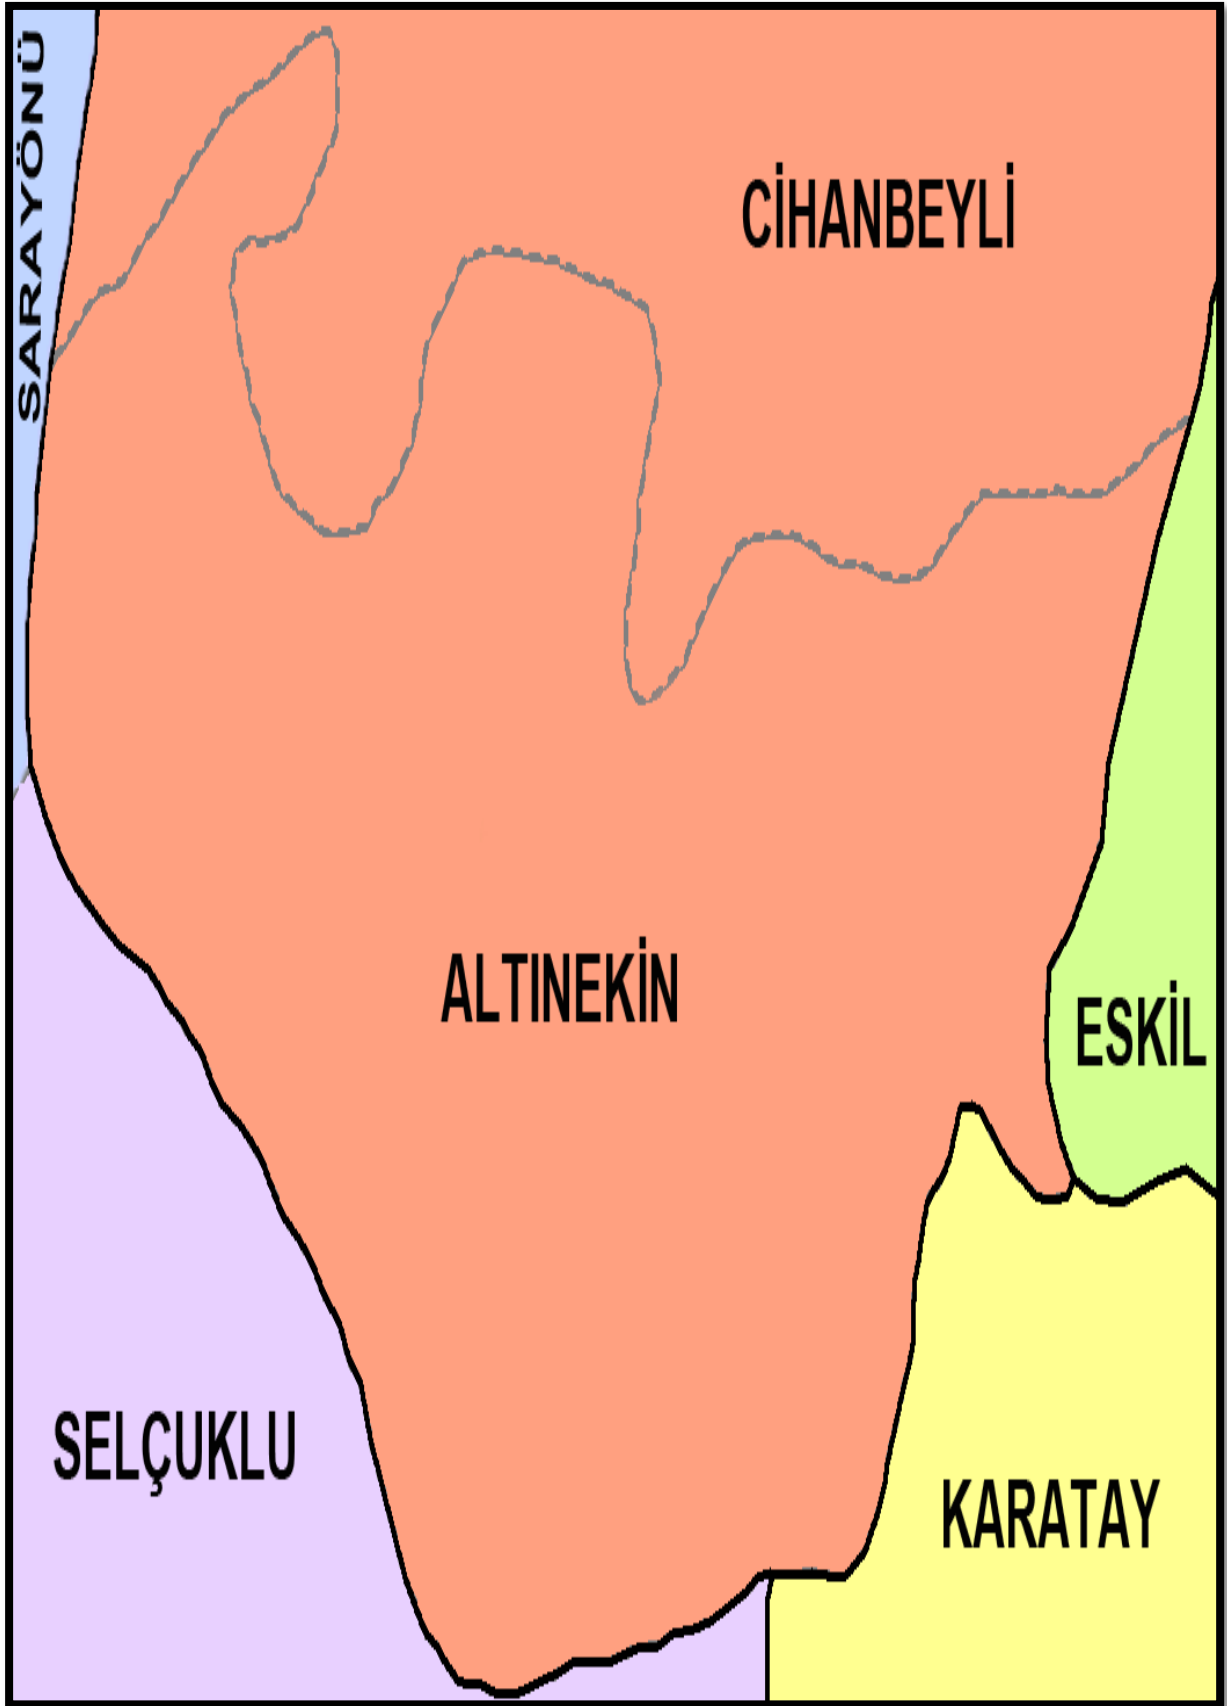 SARAYÖNÜ
CİHANBEYLİ
ALTINEKİN
ESKİL
SELÇUKLU
KARATAY